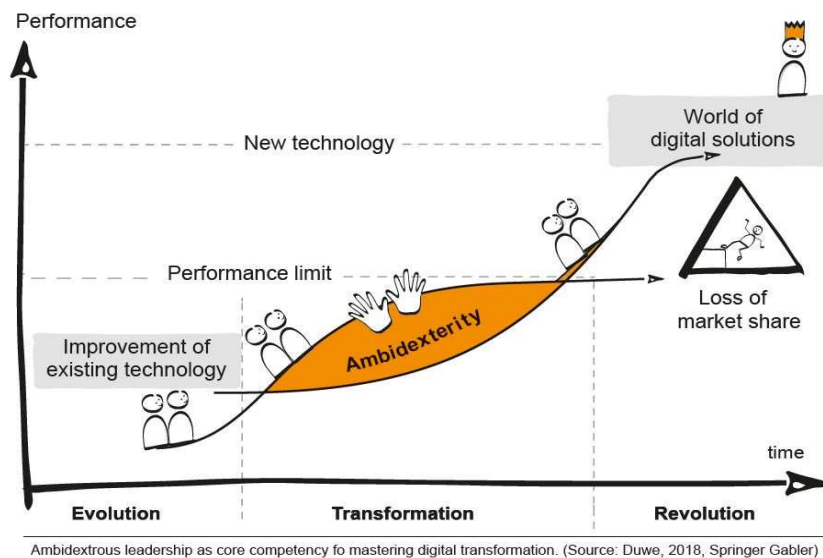 Performance
New technology
World of
digital solutions
Performance limit
Loss of
market share
Ambidexterity
Improvement of
existing technology
time
Evolution
Transformation
Revolution
Ambidextrous leadership as core competency fo mastering digital transformation. (Source: Duwe, 2018, Springer Gabler)